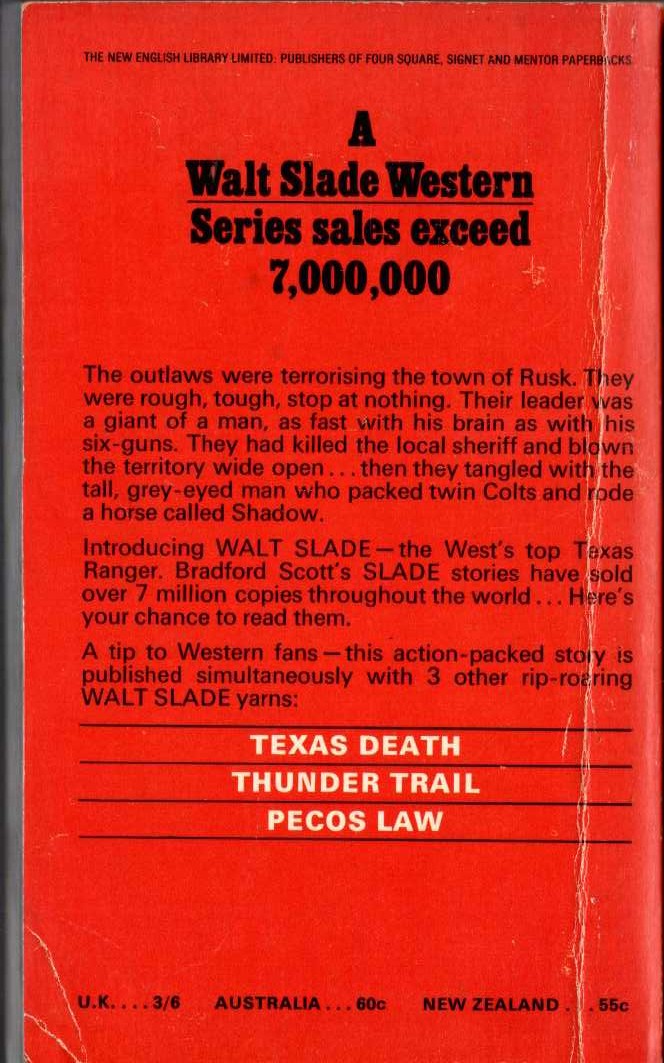 THE NEW ENGLISH LIBRARY LIMITED: PUBLISHERS OF FOUR SQUARE, SIGNET AND MENTOR PAPERBACKS
A
Walt Slade Western
Series sales exceed
7,000,000
The outlaws were terrorising the town of Rusk. They
were rough, tough, stop at nothing. Their leader was
a giant of a man, as fast with his brain as with his
six-guns. They had killed the local sheriff and blown
the territory wide open...then they tangled with the
tall, grey-eyed man who packed twin Colts and rode
a horse called Shadow.
Introducing WALT SLADE—the West's top Texas
Ranger. Bradford Scott's SLADE stories have sold
over 7 million copies throughout the world... Here's
your chance to read them.
A tip to Western fans—this action-packed story is
published simultaneously with 3 other rip-roaring
WALT SLADE yarns:
TEXAS DEATH
THUNDER TRAIL
PECOS LAW
U.K.... 3/6 AUSTRALIA... 60c NEW ZEALAND... 55c